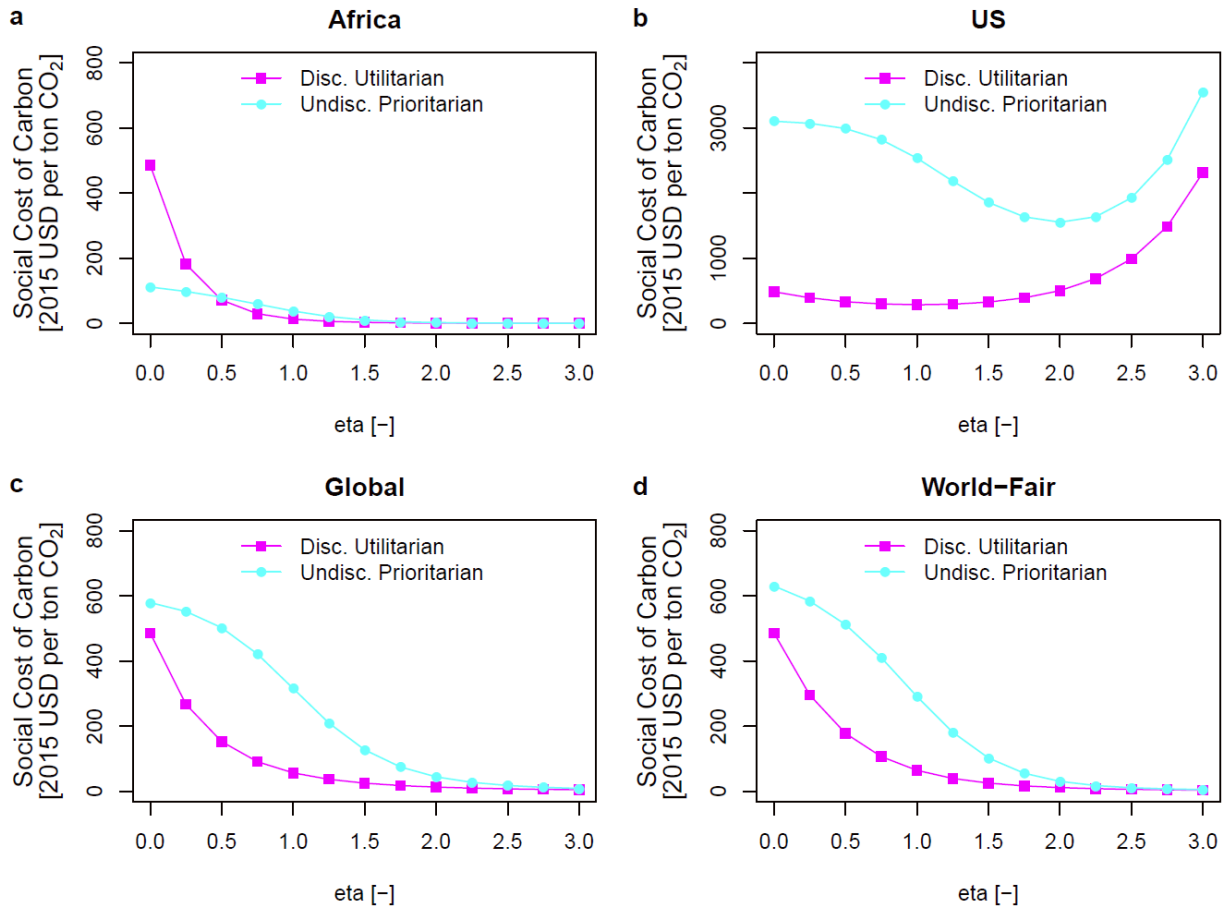 a
Africa
Social Cost of Carbon
[2015 USD per ton CO₂]
0 200 400 600 800
Disc. Utilitarian
Undisc. Prioritarian
0.0 0.5 1.0 1.5 2.0 2.5 3.0
eta [−]
b
US
Social Cost of Carbon
[2015 USD per ton CO₂]
0 1000 3000
Disc. Utilitarian
Undisc. Prioritarian
0.0 0.5 1.0 1.5 2.0 2.5 3.0
eta [−]
c
Global
Social Cost of Carbon
[2015 USD per ton CO₂]
0 200 400 600 800
Disc. Utilitarian
Undisc. Prioritarian
0.0 0.5 1.0 1.5 2.0 2.5 3.0
eta [−]
d
World−Fair
Social Cost of Carbon
[2015 USD per ton CO₂]
0 200 400 600 800
Disc. Utilitarian
Undisc. Prioritarian
0.0 0.5 1.0 1.5 2.0 2.5 3.0
eta [−]